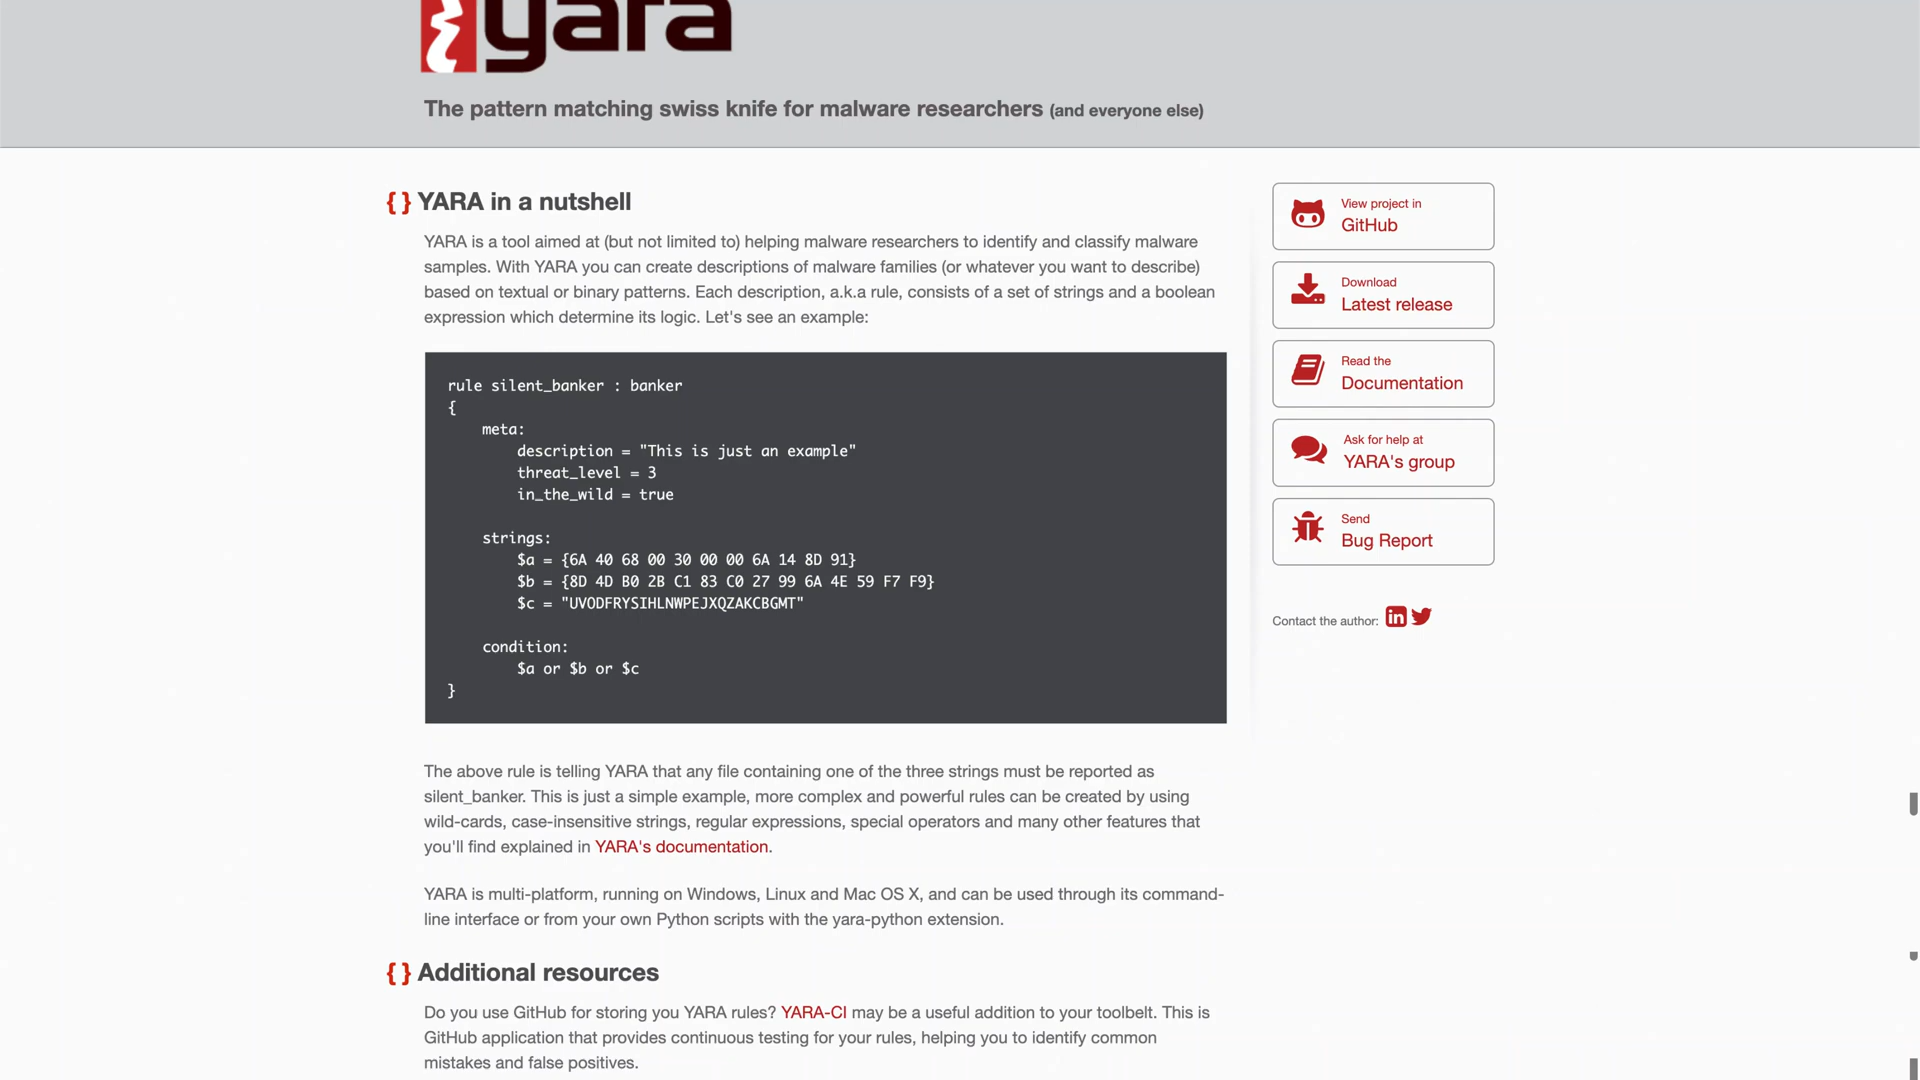 yara
The pattern matching swiss knife for malware researchers (and everyone else)
{ } YARA in a nutshell
YARA is a tool aimed at (but not limited to) helping malware researchers to identify and classify malware
samples. With YARA you can create descriptions of malware families (or whatever you want to describe)
based on textual or binary patterns. Each description, a.k.a rule, consists of a set of strings and a boolean
expression which determine its logic. Let's see an example:
rule silent_banker : banker
{
meta:
description = "This is just an example"
threat_level = 3
in_the_wild = true
strings:
$a = {6A 40 68 00 30 00 00 6A 14 8D 91}
$b = {8D 4D B0 2B C1 83 C0 27 99 6A 4E 59 F7 F9}
$c = "UVODFRYSIHLNWPEJXQZAKCBGMT"
condition:
$a or $b or $c
}
The above rule is telling YARA that any file containing one of the three strings must be reported as
silent_banker. This is just a simple example, more complex and powerful rules can be created by using
wild-cards, case-insensitive strings, regular expressions, special operators and many other features that
you'll find explained in YARA's documentation.
YARA is multi-platform, running on Windows, Linux and Mac OS X, and can be used through its command-
line interface or from your own Python scripts with the yara-python extension.
{ } Additional resources
Do you use GitHub for storing you YARA rules? YARA-CI may be a useful addition to your toolbelt. This is
GitHub application that provides continuous testing for your rules, helping you to identify common
mistakes and false positives.
View project in
GitHub
Download
Latest release
Read the
Documentation
Ask for help at
YARA's group
Send
Bug Report
Contact the author: in